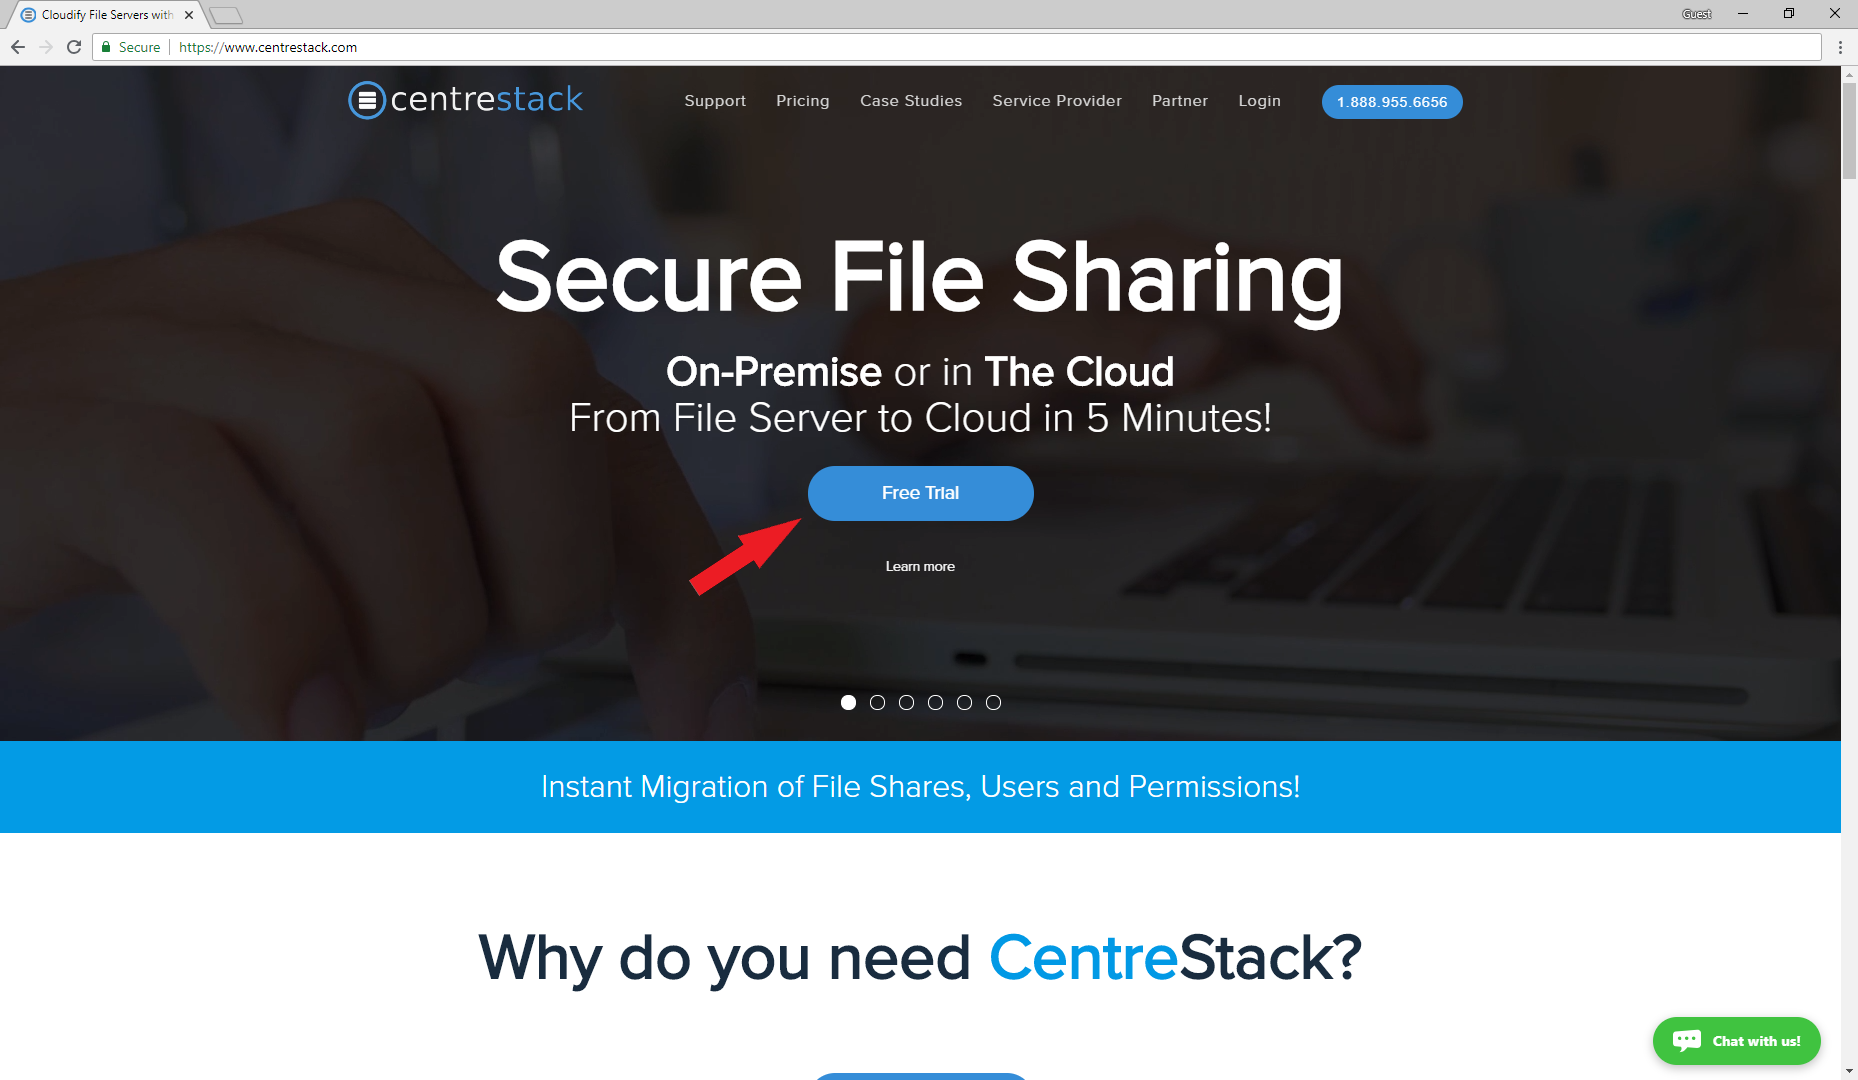 Cloudify File Servers with
Guest
Secure
https://www.centrestack.com
centrestack
Support
Pricing
Case Studies
Service Provider
Partner
Login
1.888.955.6656
Secure File Sharing
On-Premise or in The Cloud
From File Server to Cloud in 5 Minutes!
Free Trial
Learn more
Instant Migration of File Shares, Users and Permissions!
Why do you need CentreStack?
Chat with us!